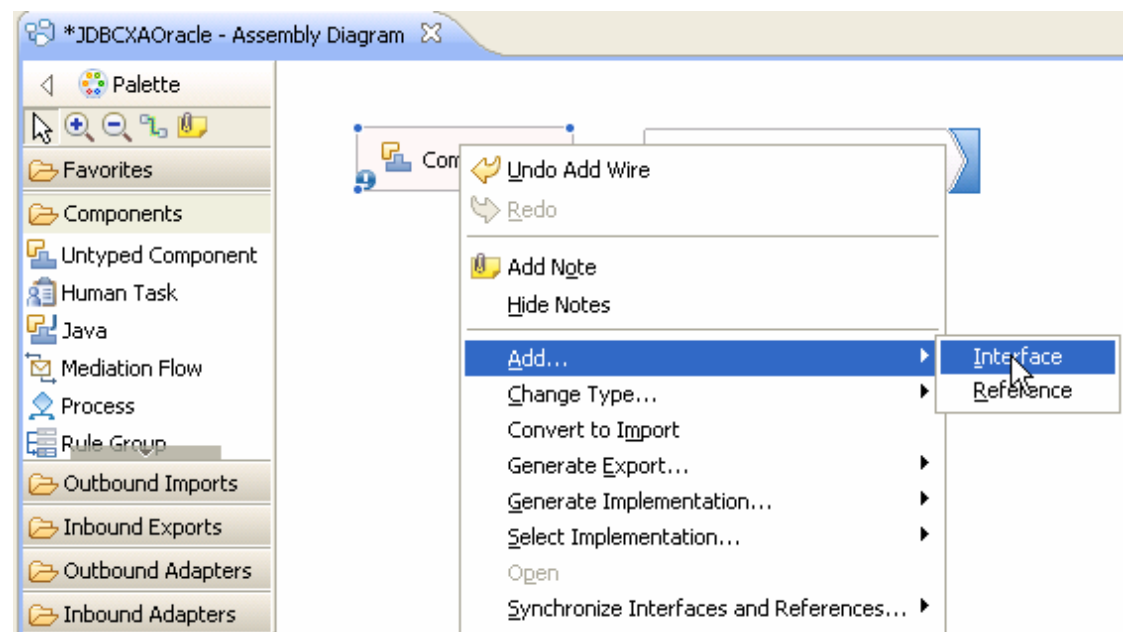 *JDBCXAOracle - Assembly Diagram
Palette
Favorites
Components
Untyped Component
Human Task
Java
Mediation Flow
Process
Rule Group
Outbound Imports
Inbound Exports
Outbound Adapters
Inbound Adapters
Com
Undo Add Wire
Redo
Add Note
Hide Notes
Add...
Change Type...
Convert to Import
Generate Export...
Generate Implementation...
Select Implementation...
Open
Synchronize Interfaces and References...
Interface
Reference